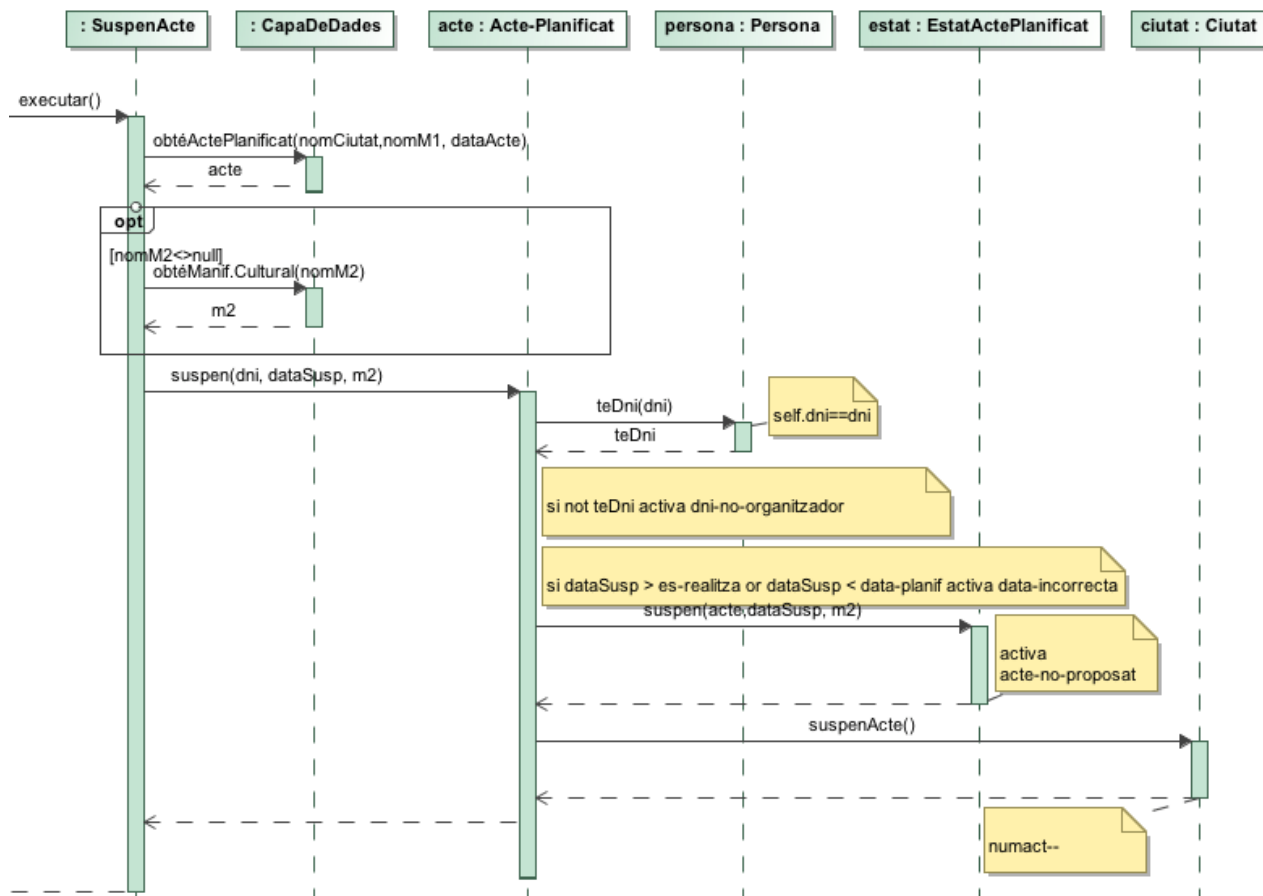 : SuspenActe
: CapaDeDades
acte : Acte-Planificat
persona : Persona
estat : EstatActePlanificat
ciutat : Ciutat
executar()
obtéActePlanificat(nomCiutat,nomM1, dataActe)
acte
opt
[nomM2<>null]
obtéManif.Cultural(nomM2)
m2
suspen(dni, dataSusp, m2)
teDni(dni)
self.dni==dni
teDni
si not teDni activa dni-no-organitzador
si dataSusp > es-realitza or dataSusp < data-planif activa data-incorrecta
suspen(acte,dataSusp, m2)
activa
acte-no-proposat
suspenActe()
numact--